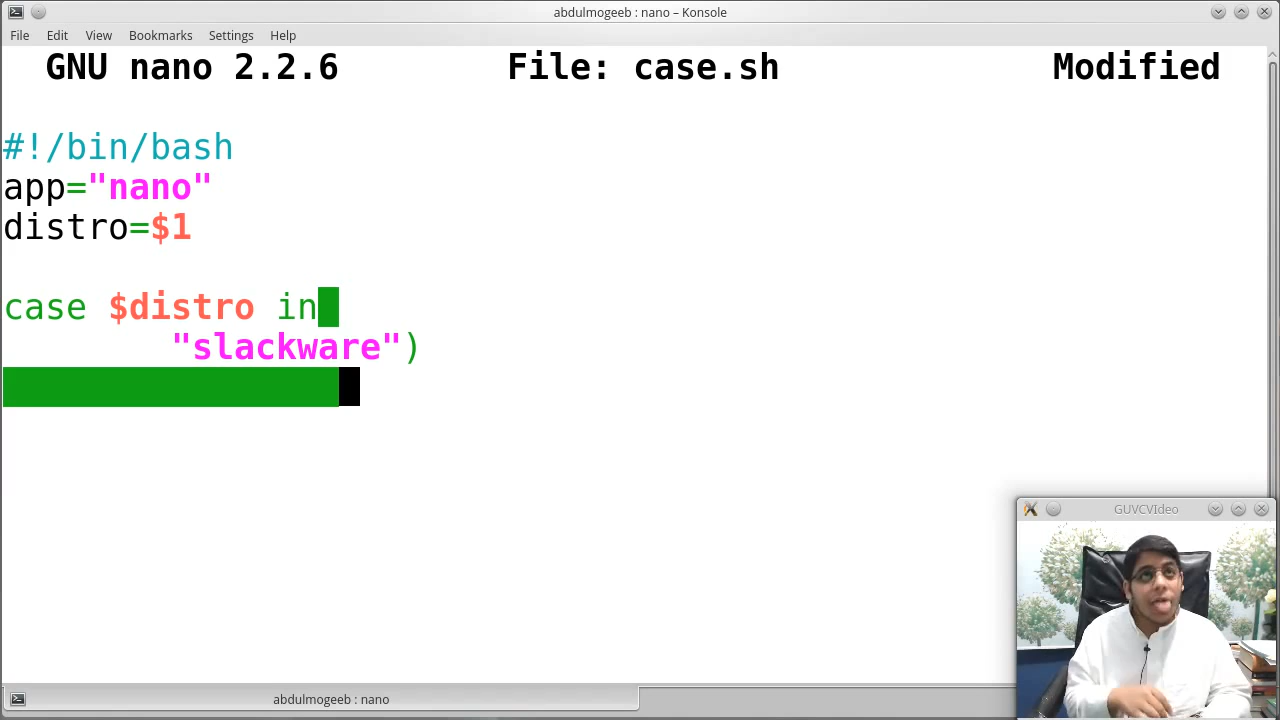 abdulmogeeb : nano – Konsole
File Edit View Bookmarks Settings Help
GNU nano 2.2.6 File: case.sh Modified
#!/bin/bash
app="nano"
distro=$1
case $distro in
"slackware")
GUVCVIdeo
abdulmogeeb : nano